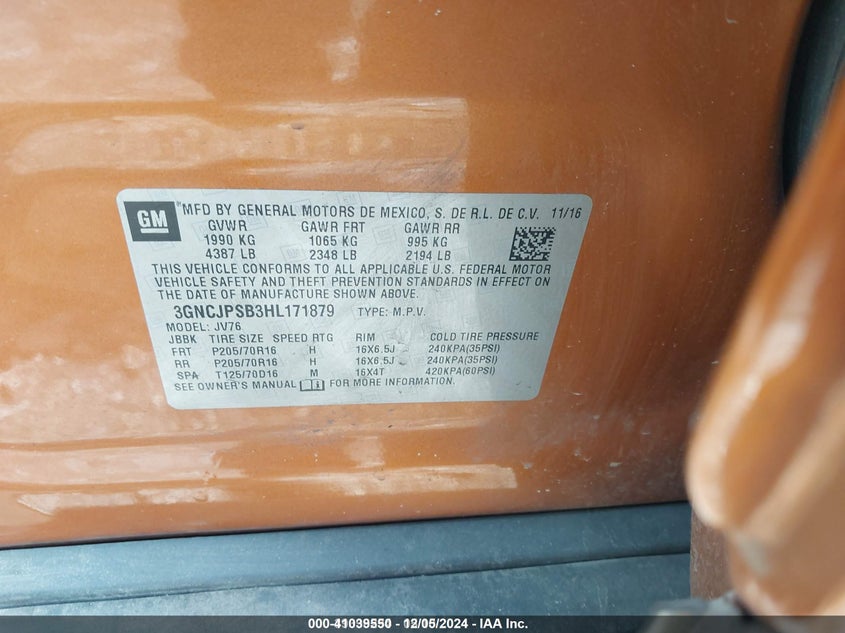 GM
MFD BY GENERAL MOTORS DE MEXICO, S. DE R.L. DE C.V. 11/16
GVWR GAWR FRT GAWR RR
1990 KG 1065 KG 995 KG
4387 LB 2348 LB 2194 LB
THIS VEHICLE CONFORMS TO ALL APPLICABLE U.S. FEDERAL MOTOR
VEHICLE SAFETY AND THEFT PREVENTION STANDARDS IN EFFECT ON
THE DATE OF MANUFACTURE SHOWN ABOVE.
3GNCJPSB3HL171879 TYPE: M.P.V.
MODEL: JV76
JBBK TIRE SIZE SPEED RTG RIM COLD TIRE PRESSURE
FRT P205/70R16 H 16X6.5J 240KPA(35PSI)
RR P205/70R16 H 16X6.5J 240KPA(35PSI)
SPA T125/70D16 M 16X4T 420KPA(60PSI)
SEE OWNER'S MANUAL FOR MORE INFORMATION.
000-41039550 - 12/05/2024 - IAA Inc.